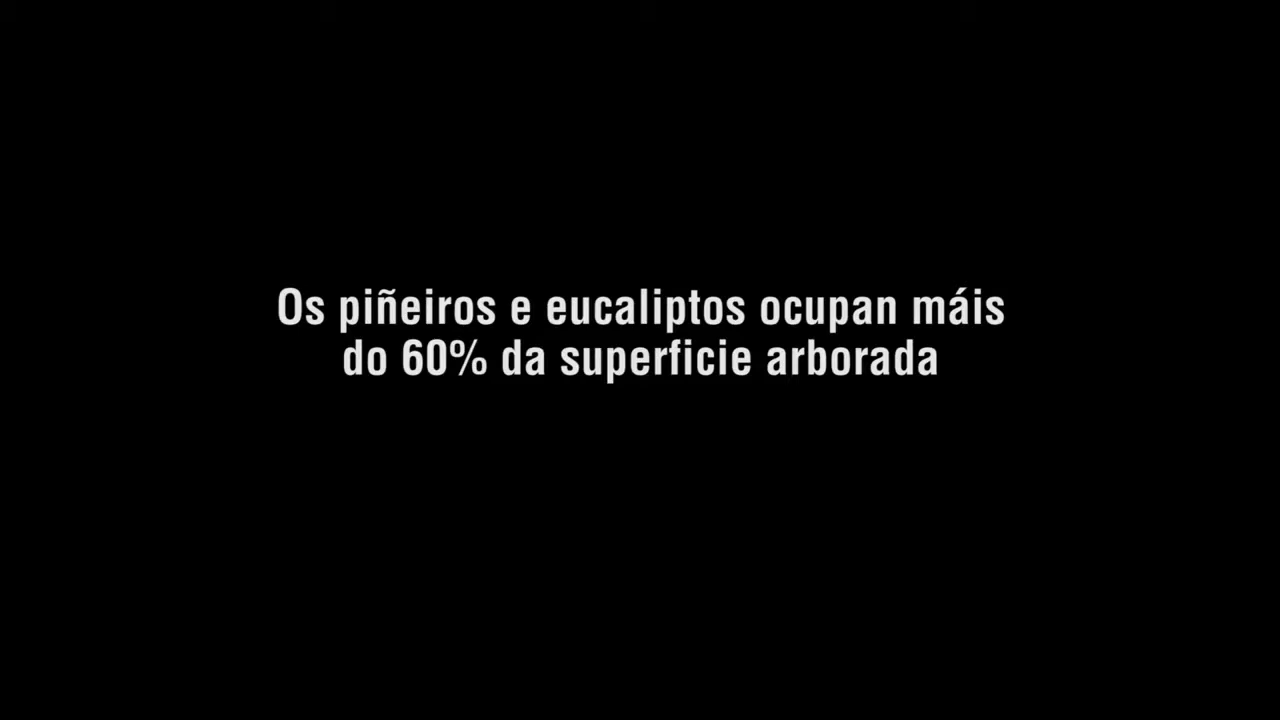 Os piñeiros e eucaliptos ocupan máis
do 60% da superficie arborada